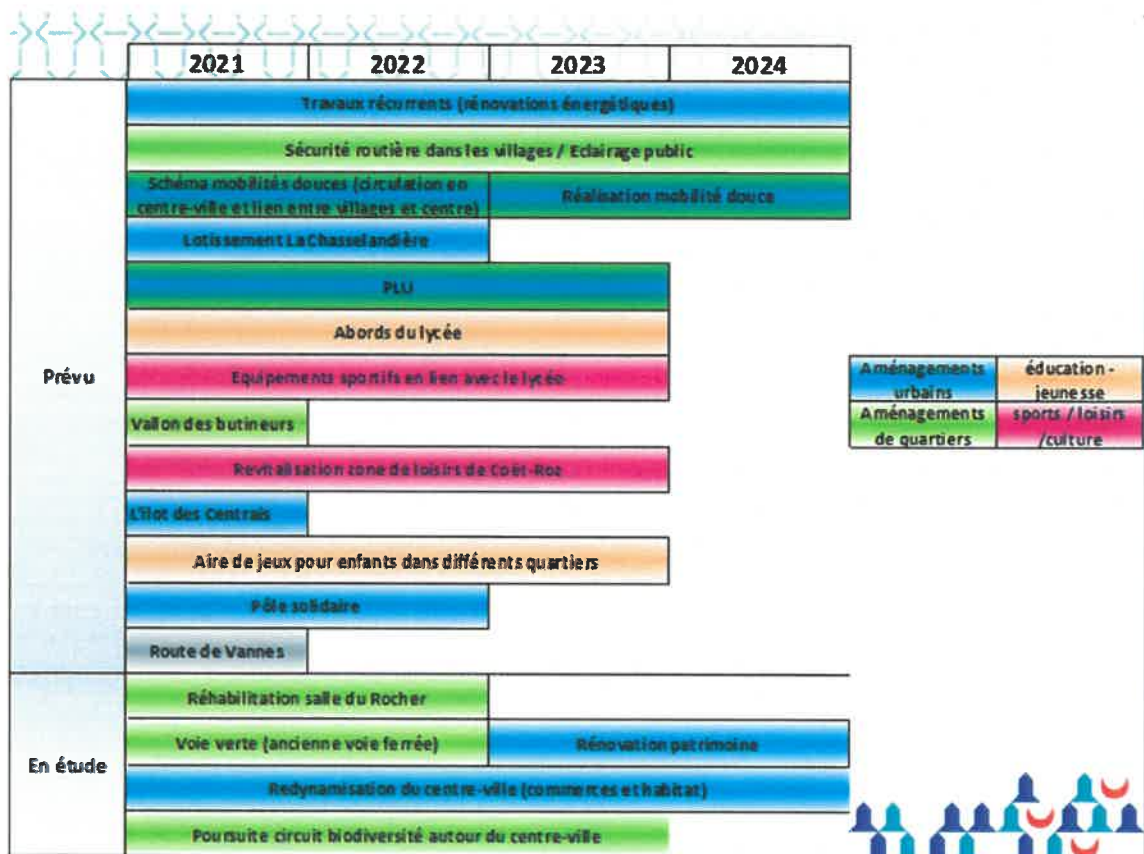 2021 2022 2023 2024
Travaux récurrents (rénovations énergétiques)
Sécurité routière dans les villages / Eclairage public
Schéma mobilités douces (circulation en
centre-ville et lien entre villages et centre)
Réalisation mobilité douce
Lotissement La Chasselandière
PLU
Abords du lycée
Prévu
Equipements sportifs en lien avec le lycée
Vallon des butineurs
Revitalisation zone de loisirs de Coët-Roz
L'îlot des Centrais
Aire de jeux pour enfants dans différents quartiers
Pôle solidaire
Route de Vannes
Aménagements
urbains
éducation -
jeunesse
Aménagements
de quartiers
sports / loisirs
/culture
En étude
Réhabilitation salle du Rocher
Voie verte (ancienne voie ferrée)
Rénovation patrimoine
Redynamisation du centre-ville (commerces et habitat)
Poursuite circuit biodiversité autour du centre-ville